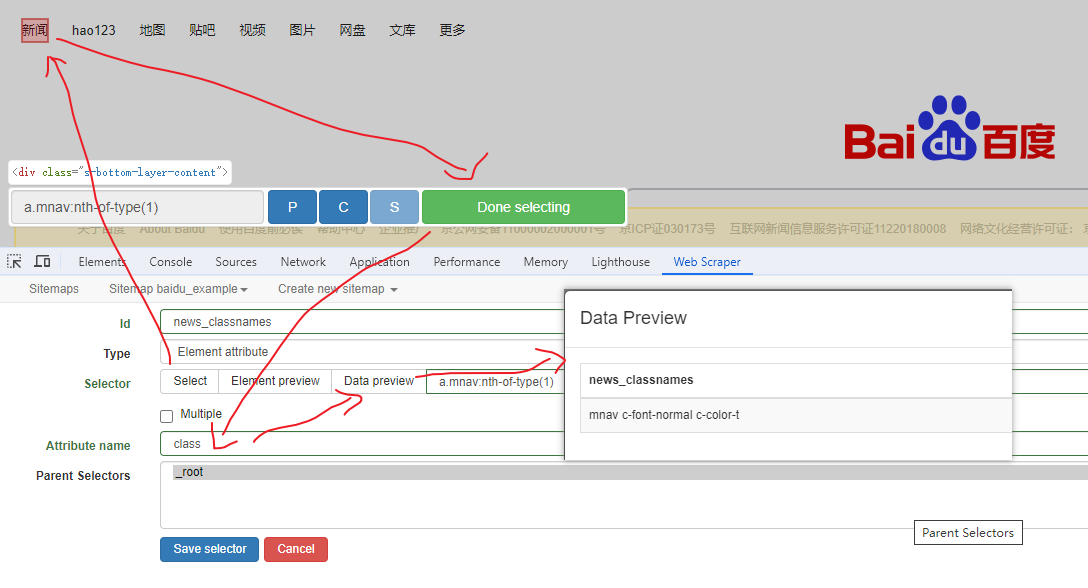 新闻 hao123 地图 贴吧 视频 图片 网盘 文库 更多
Bai du 百度
<div class="s-bottom-layer-content">
a.mnav:nth-of-type(1) P C S Done selecting
关于百度 About Baidu 使用百度前必读 帮助中心 企业推广 京公网安备11000002000001号 京ICP证030173号 互联网新闻信息服务许可证11220180008 网络文化经营许可证:
Elements Console Sources Network Application Performance Memory Lighthouse Web Scraper
Sitemaps Sitemap baidu_example Create new sitemap
Id news_classnames
Type Element attribute
Selector Select Element preview Data preview a.mnav:nth-of-type(1)
Multiple
Attribute name class
Parent Selectors _root
Data Preview
news_classnames
mnav c-font-normal c-color-t
Parent Selectors
Save selector Cancel